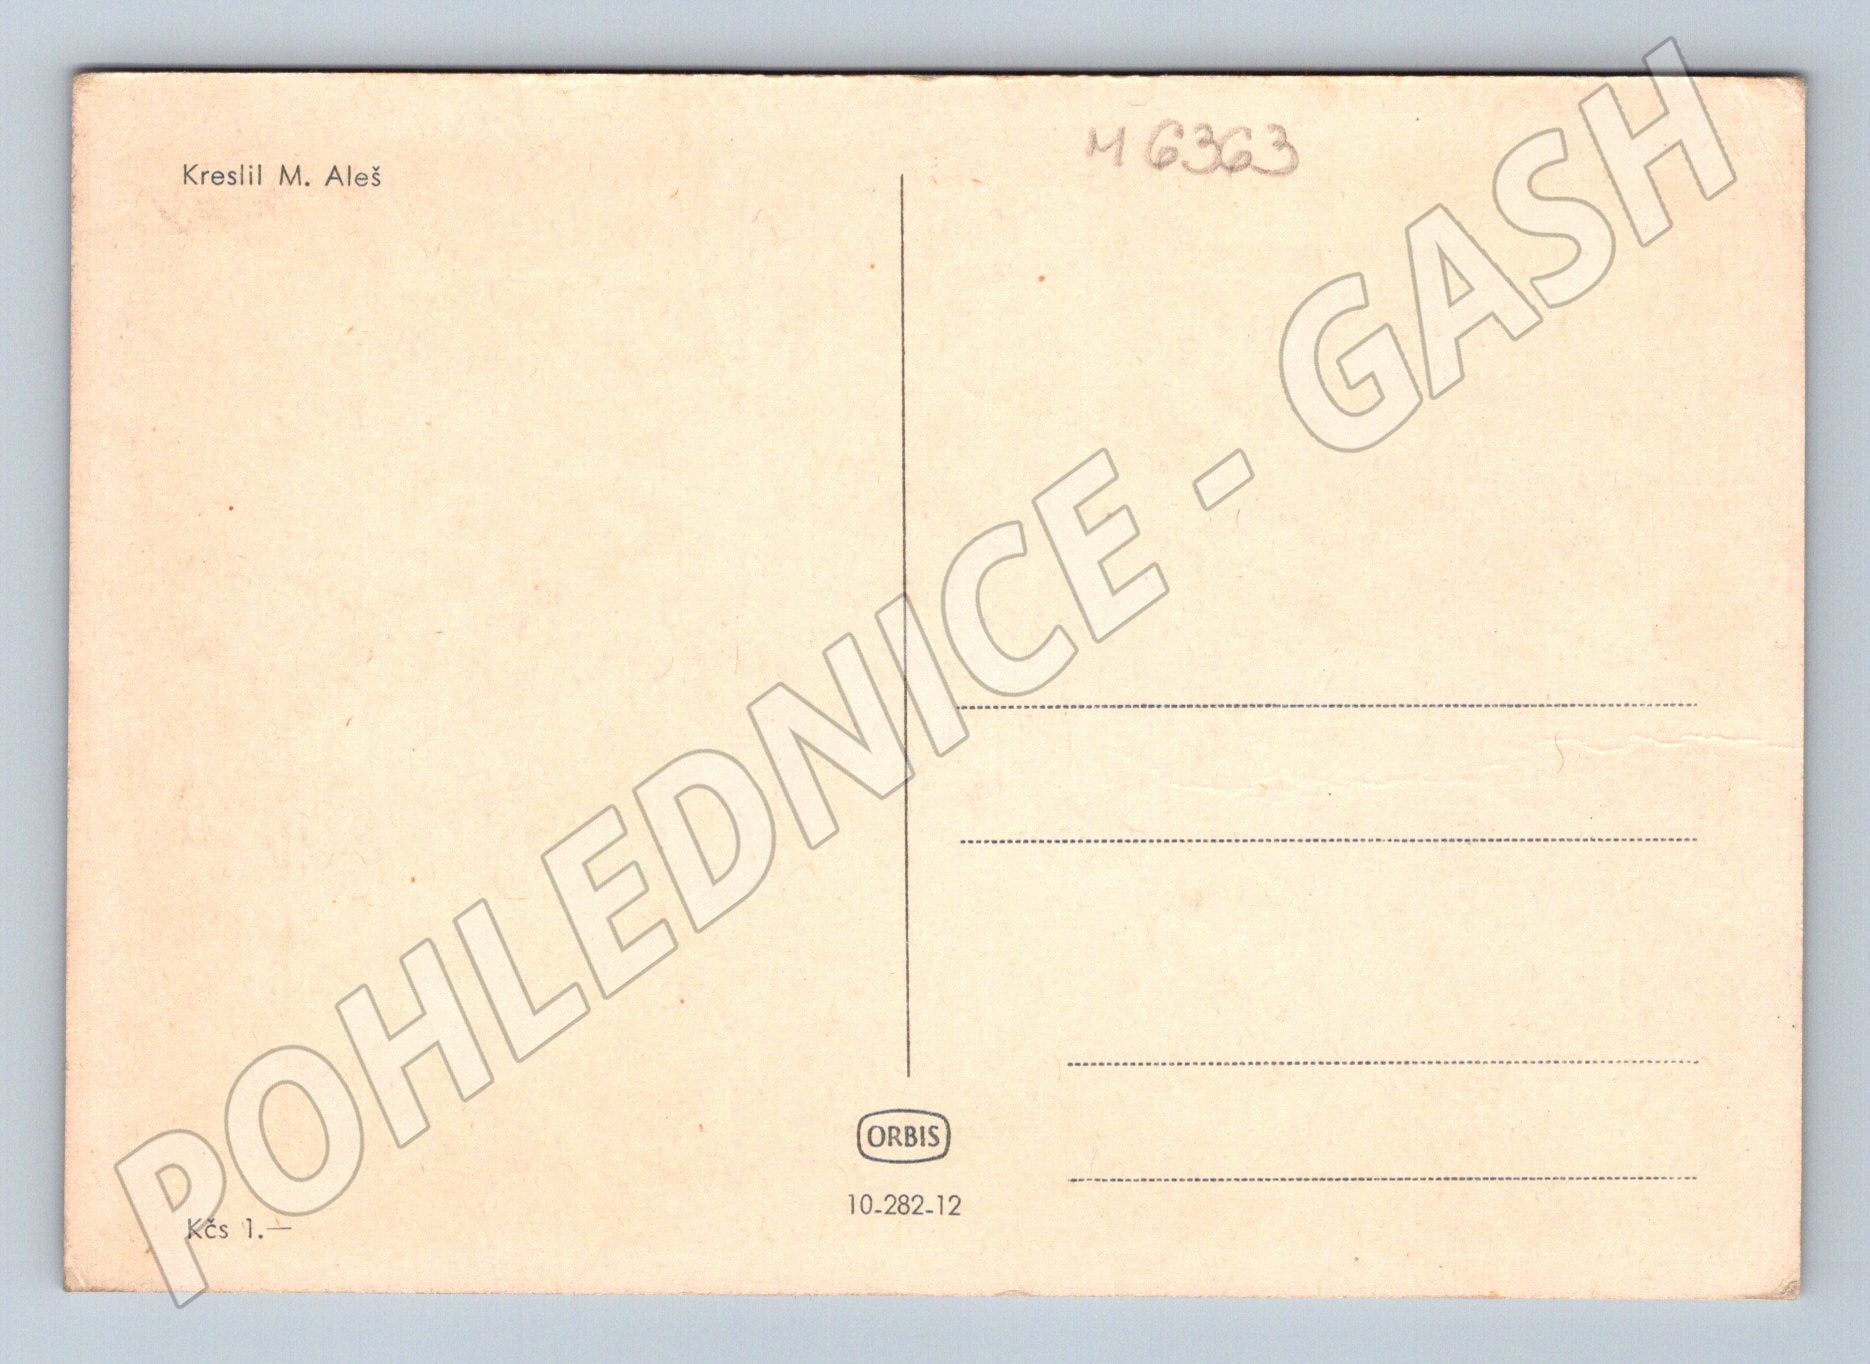 Kreslil M. Aleš
M 6363
POHLEDNICE - GASH
ORBIS
10-282-12
Kčs 1.—